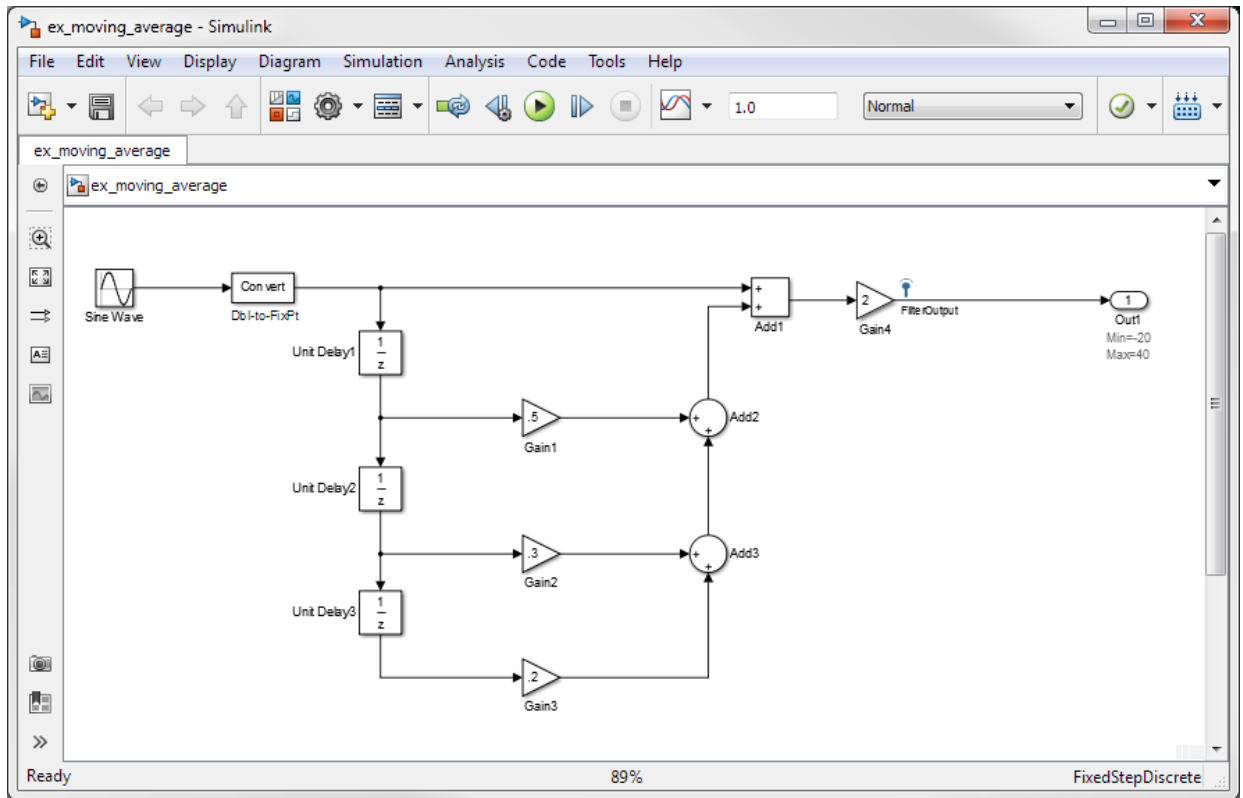 ex_moving_average - Simulink
File Edit View Display Diagram Simulation Analysis Code Tools Help
1.0 Normal
ex_moving_average
ex_moving_average
Sine Wave
Convert
Dbl-to-FixPt
+
+
Add1
2
Gain4
FilterOutput
1
Out1
Min=-20
Max=40
Unit Delay1
1
z
.5
Gain1
+
+
Add2
Unit Delay2
1
z
.3
Gain2
+
+
Add3
Unit Delay3
1
z
.2
Gain3
Ready 89% FixedStepDiscrete